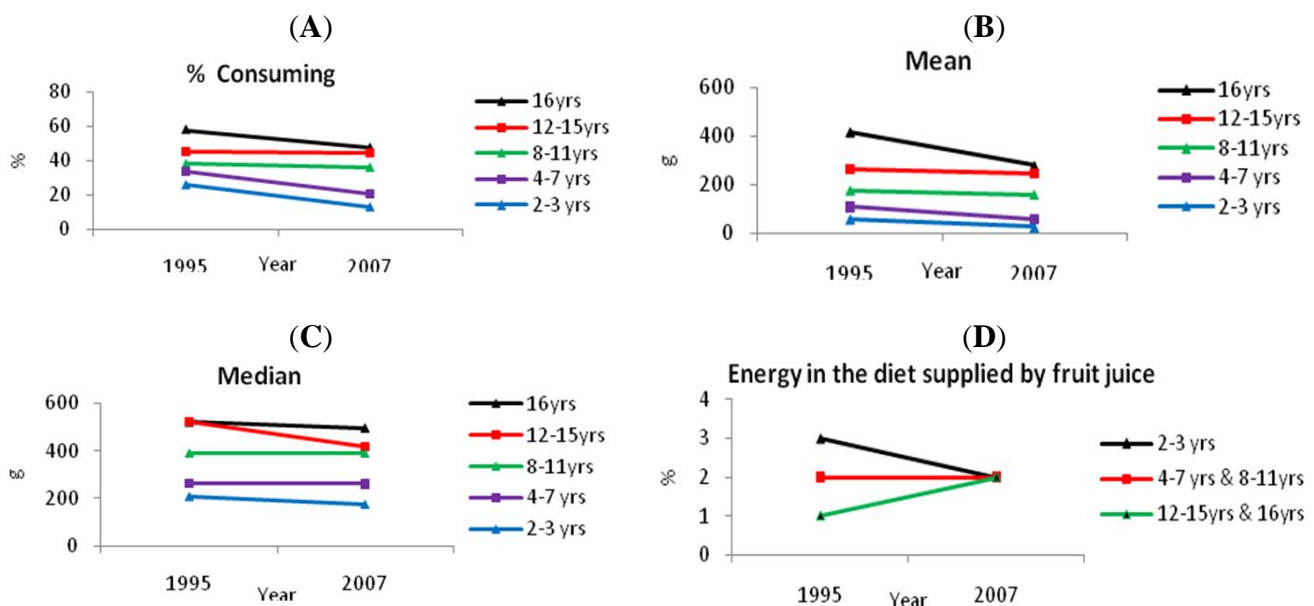 (A)
% Consuming
80
60
40
20
0
%
1995
Year
2007
16yrs
12-15yrs
8-11yrs
4-7 yrs
2-3 yrs
(B)
Mean
600
400
200
0
g
1995
Year
2007
16yrs
12-15yrs
8-11yrs
4-7 yrs
2-3 yrs
(C)
Median
600
400
200
0
g
1995
Year
2007
16yrs
12-15yrs
8-11yrs
4-7 yrs
2-3 yrs
(D)
Energy in the diet supplied by fruit juice
4
3
2
1
0
%
1995
Year
2007
2-3 yrs
4-7 yrs & 8-11yrs
12-15yrs & 16yrs